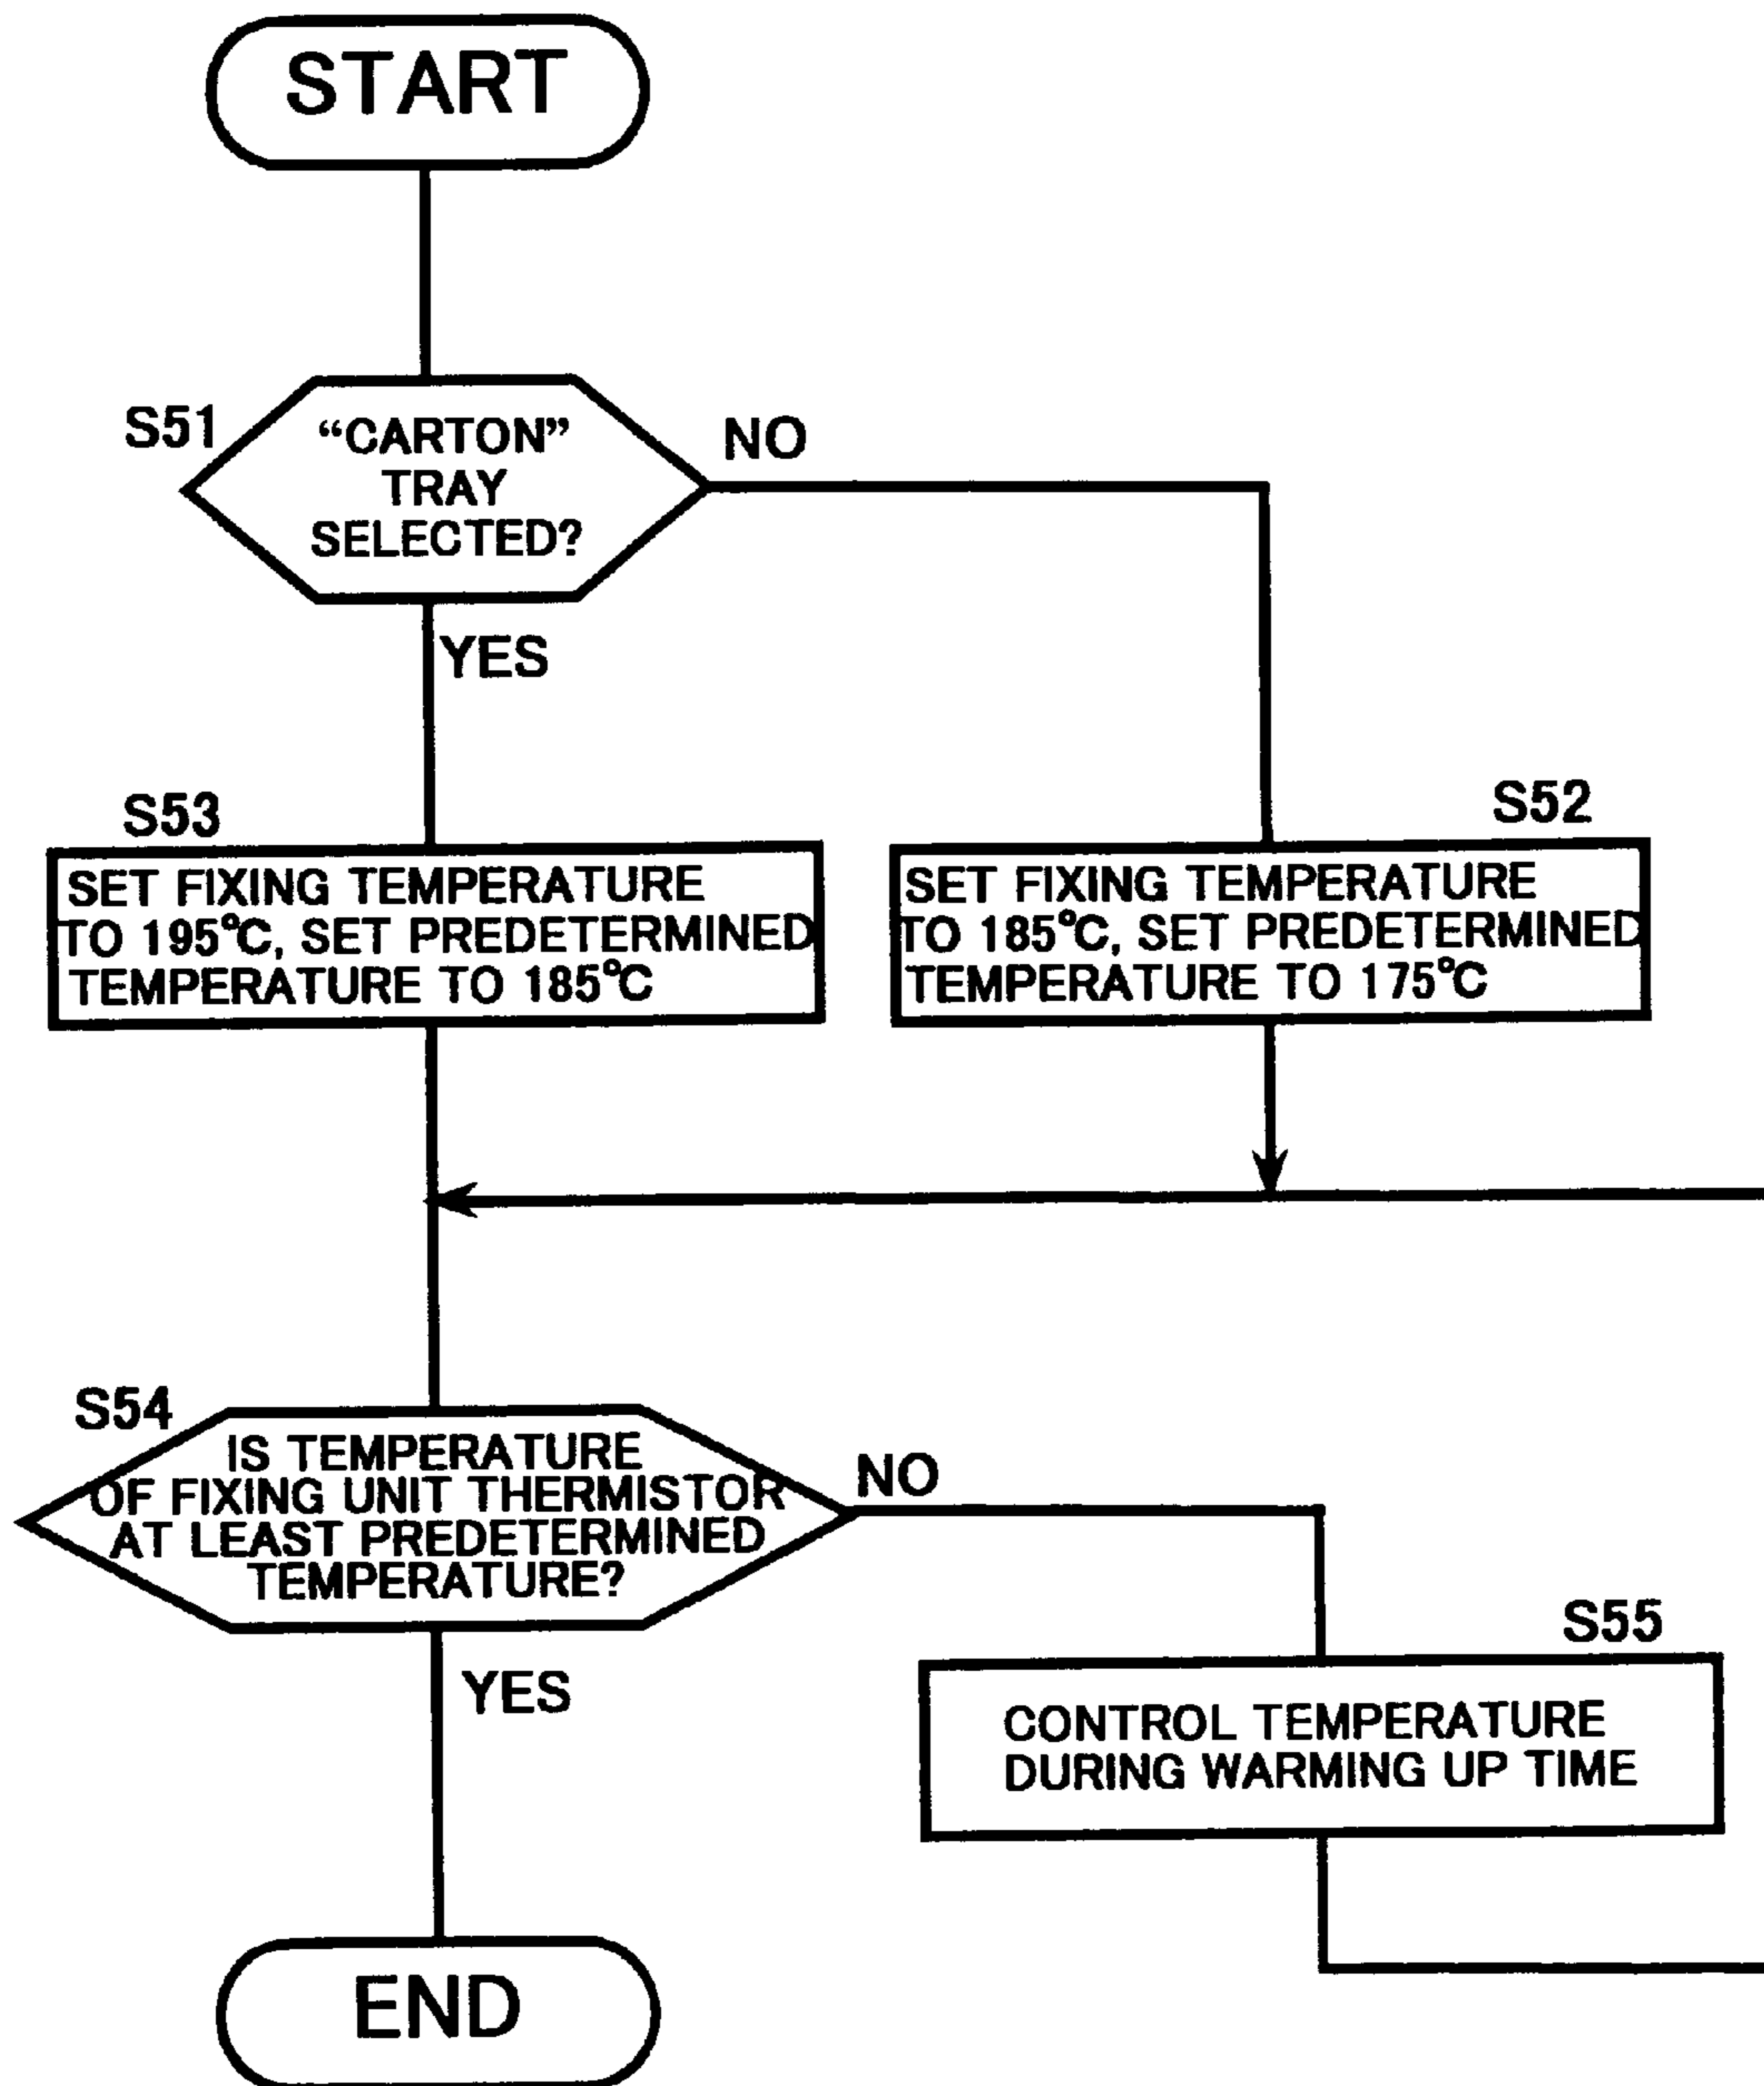 START
S51
“CARTON”
TRAY
SELECTED?
NO
YES
S53
SET FIXING TEMPERATURE
TO 195°C, SET PREDETERMINED
TEMPERATURE TO 185°C
S52
SET FIXING TEMPERATURE
TO 185°C, SET PREDETERMINED
TEMPERATURE TO 175°C
S54
IS TEMPERATURE
OF FIXING UNIT THERMISTOR
AT LEAST PREDETERMINED
TEMPERATURE?
NO
YES
S55
CONTROL TEMPERATURE
DURING WARMING UP TIME
END